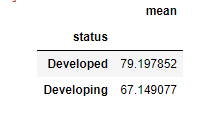 mean
status
Developed 79.197852
Developing 67.149077